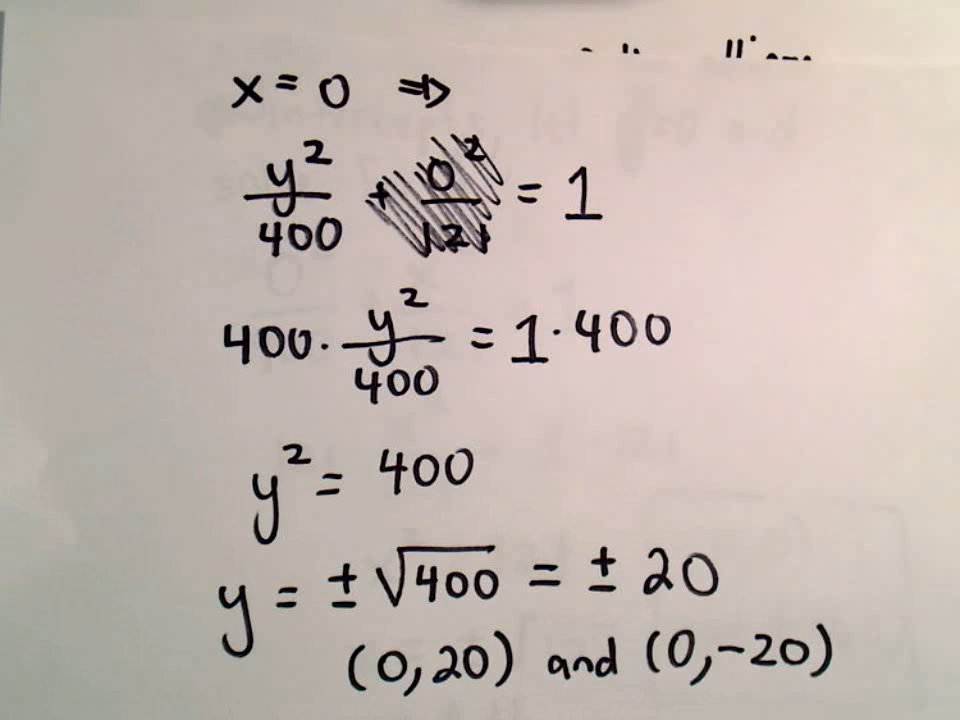 x = 0 ⇒
y²/400 + 0²/121 = 1
400 · y²/400 = 1 · 400
y² = 400
y = ± √400 = ± 20
(0, 20) and (0, -20)